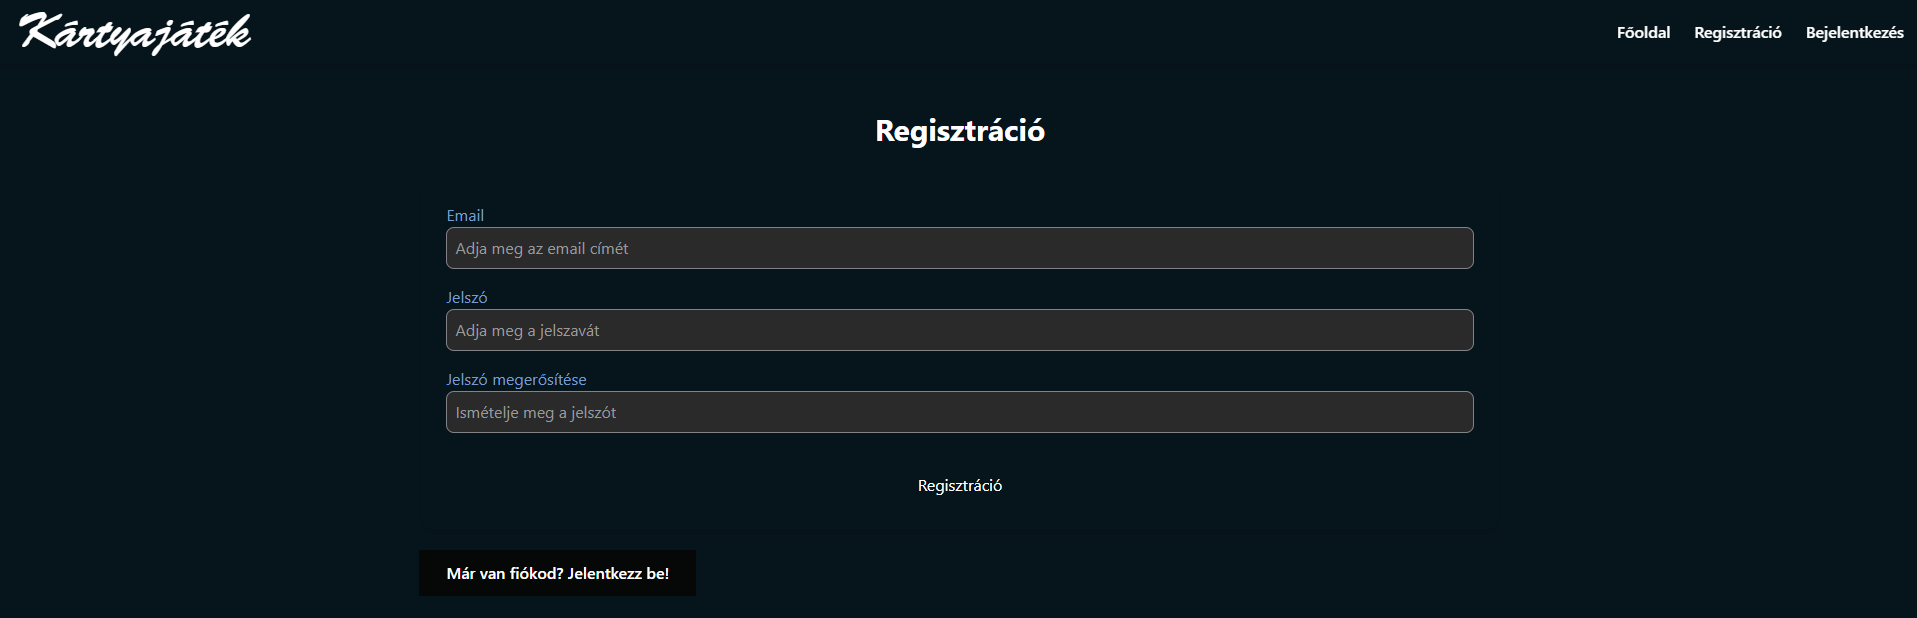 Kártyajáték
Főoldal Regisztráció Bejelentkezés
Regisztráció
Email
Adja meg az email címét
Jelszó
Adja meg a jelszavát
Jelszó megerősítése
Ismételje meg a jelszót
Regisztráció
Már van fiókod? Jelentkezz be!